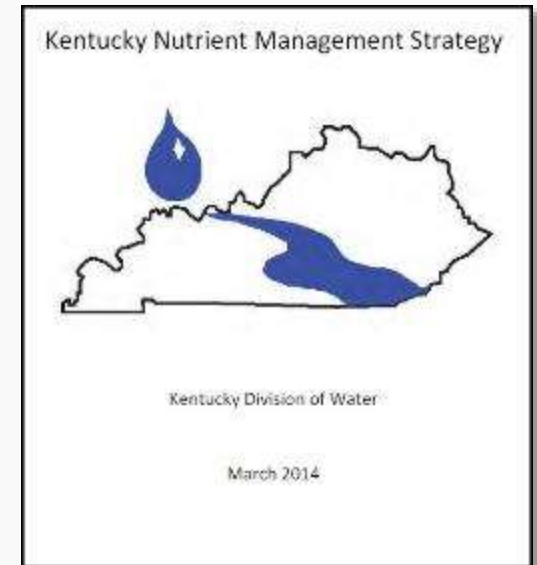 Kentucky Nutrient Management Strategy
Kentucky Division of Water
March 2014